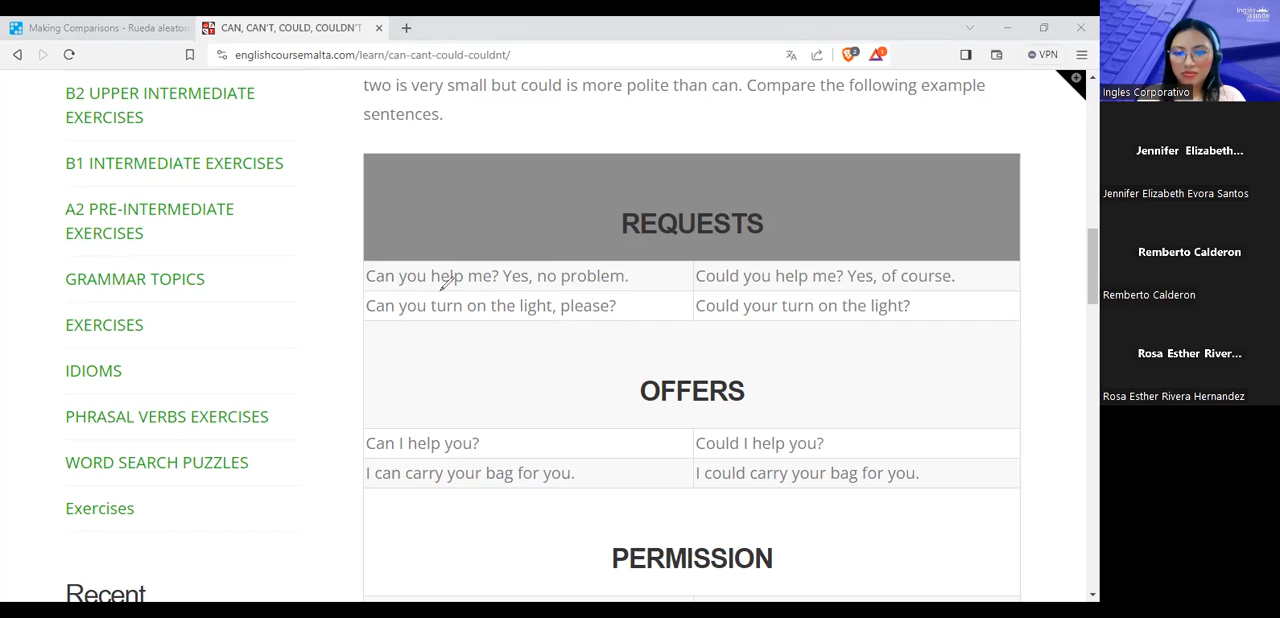 Making Comparisons - Rueda aleator
CAN, CAN'T, COULD, COULDN'T
englishcoursemalta.com/learn/can-cant-could-couldnt/
2
1
VPN
B2 UPPER INTERMEDIATE
EXERCISES
B1 INTERMEDIATE EXERCISES
A2 PRE-INTERMEDIATE
EXERCISES
GRAMMAR TOPICS
EXERCISES
IDIOMS
PHRASAL VERBS EXERCISES
WORD SEARCH PUZZLES
Exercises
Recent
two is very small but could is more polite than can. Compare the following example
sentences.
REQUESTS
Can you help me? Yes, no problem.
Could you help me? Yes, of course.
Can you turn on the light, please?
Could your turn on the light?
OFFERS
Can I help you?
Could I help you?
I can carry your bag for you.
I could carry your bag for you.
PERMISSION
Ingles
Ingles Corporativo
Jennifer Elizabeth...
Jennifer Elizabeth Evora Santos
Remberto Calderon
Remberto Calderon
Rosa Esther River...
Rosa Esther Rivera Hernandez